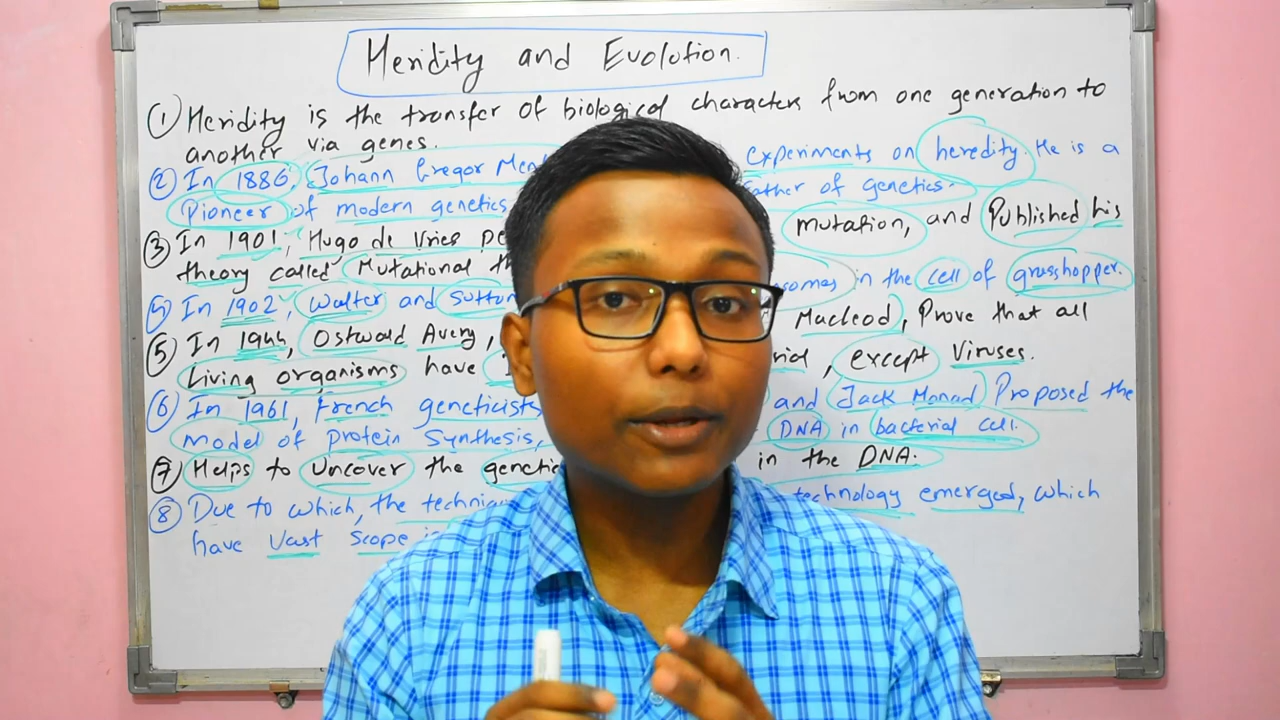 Heridity and Evolution.
① Heridity is the transfer of biological characters from one generation to
another via genes.
② In 1886, Johann Gregor experiments on heredity. He is a
Pioneer of modern genetics father of genetics.
③ In 1901, Hugo de Vries mutation, and Published his
theory called Mutational
④ In 1902, Walter and Sutton in the cell of grasshopper.
⑤ In 1944, Ostwald Avery, Macleod, Prove that all
Living organisms have , except Viruses.
⑥ In 1961, French geneticists and Jack Monad Proposed the
model of Protein Synthesis, DNA in bacterial cell.
⑦ Helps to Uncover the in the DNA.
⑧ Due to which, the technology emerged, which
have Vast Scope